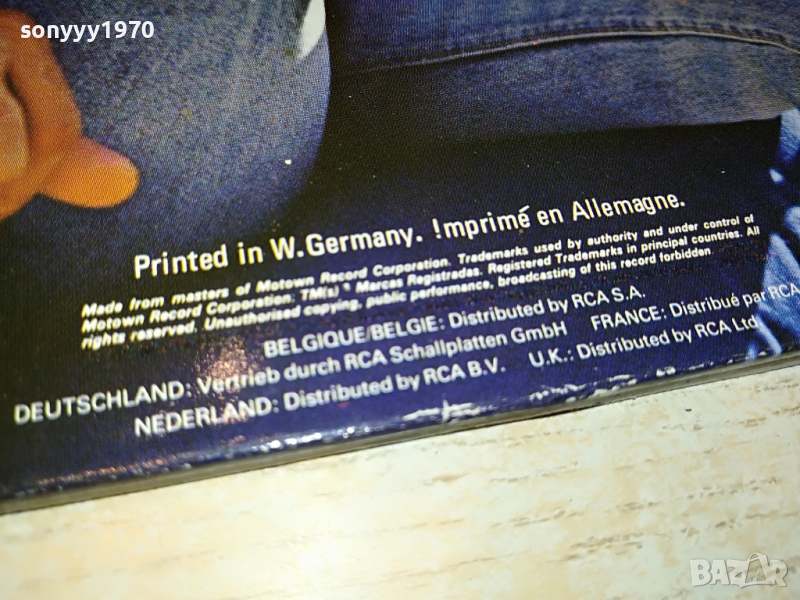 sonyyy1970
Printed in W.Germany. !mprimé en Allemagne.
Made from masters of Motown Record Corporation. Trademarks used by authority and under control of
Motown Record Corporation. TM(s) * Marcas Registradas. Registered Trademarks in principal countries. All
rights reserved. Unauthorised copying, public performance, broadcasting of this record forbidden.
BELGIQUE/BELGIE: Distributed by RCA S.A.
DEUTSCHLAND: Vertrieb durch RCA Schallplatten GmbH FRANCE: Distribué par RCA
NEDERLAND: Distributed by RCA B.V. U.K.: Distributed by RCA Ltd
BAZAR